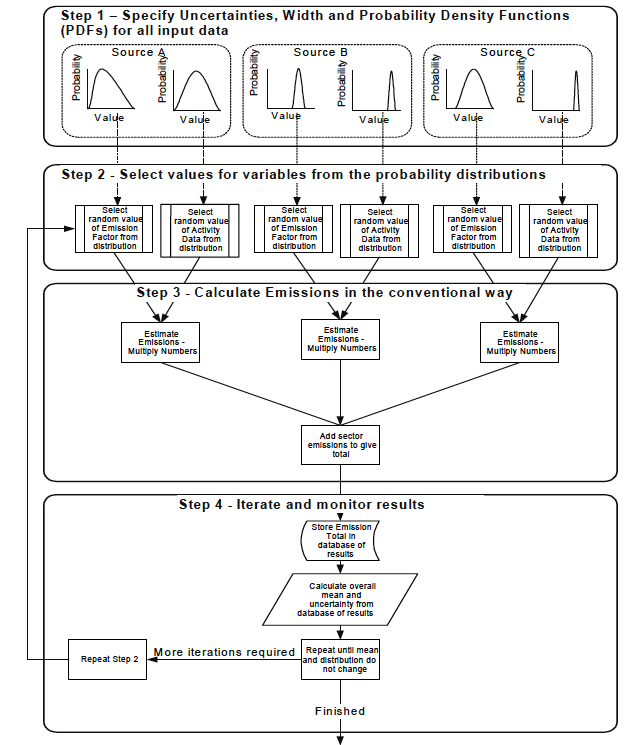 Step 1 – Specify Uncertainties, Width and Probability Density Functions
(PDFs) for all input data
Source A
Source B
Source C
Probability
Value
Probability
Value
Probability
Value
Probability
Value
Probability
Value
Probability
Value
Step 2 - Select values for variables from the probability distributions
Select
random value
of Emission
Factor from
distribution
Select
random value
of Activity
Data from
distribution
Select
random value
of Emission
Factor from
distribution
Select
random value
of Activity
Data from
distribution
Select
random value
of Emission
Factor from
distribution
Select
random value
of Activity
Data from
distribution
Step 3 - Calculate Emissions in the conventional way
Estimate
Emissions -
Multiply Numbers
Estimate
Emissions -
Multiply Numbers
Estimate
Emissions -
Multiply Numbers
Add sector
emissions to give
total
Step 4 - Iterate and monitor results
Store Emission
Total in
database of
results
Calculate overall
mean and
uncertainty from
database of results
Repeat until mean
and distribution do
not change
More iterations required
Repeat Step 2
Finished